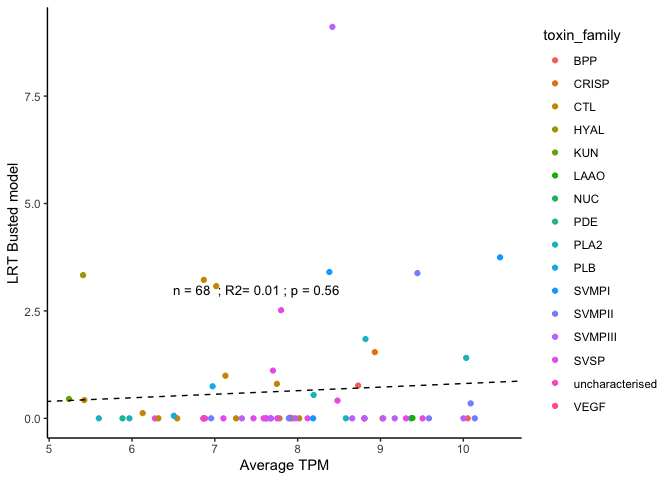 toxin_family
BPP
CRISP
CTL
HYAL
KUN
LAAO
NUC
PDE
PLA2
PLB
SVMPI
SVMPII
SVMPIII
SVSP
uncharacterised
VEGF
LRT Busted model
7.5
5.0
2.5
0.0
n = 68 ; R2= 0.01 ; p = 0.56
5 6 7 8 9 10
Average TPM